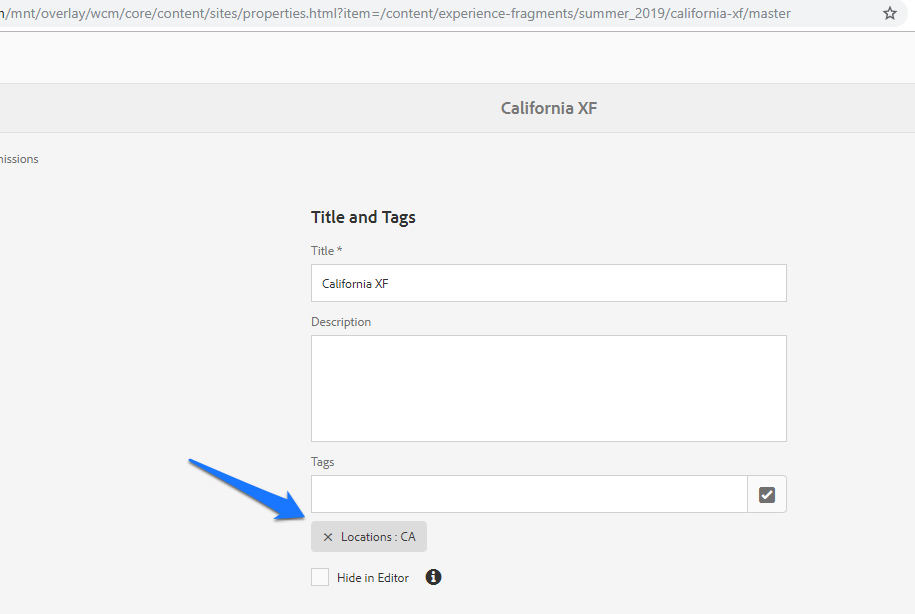 /mnt/overlay/wcm/core/content/sites/properties.html?item=/content/experience-fragments/summer_2019/california-xf/master
California XF
nissions
Title and Tags
Title *
California XF
Description
Tags
× Locations : CA
Hide in Editor